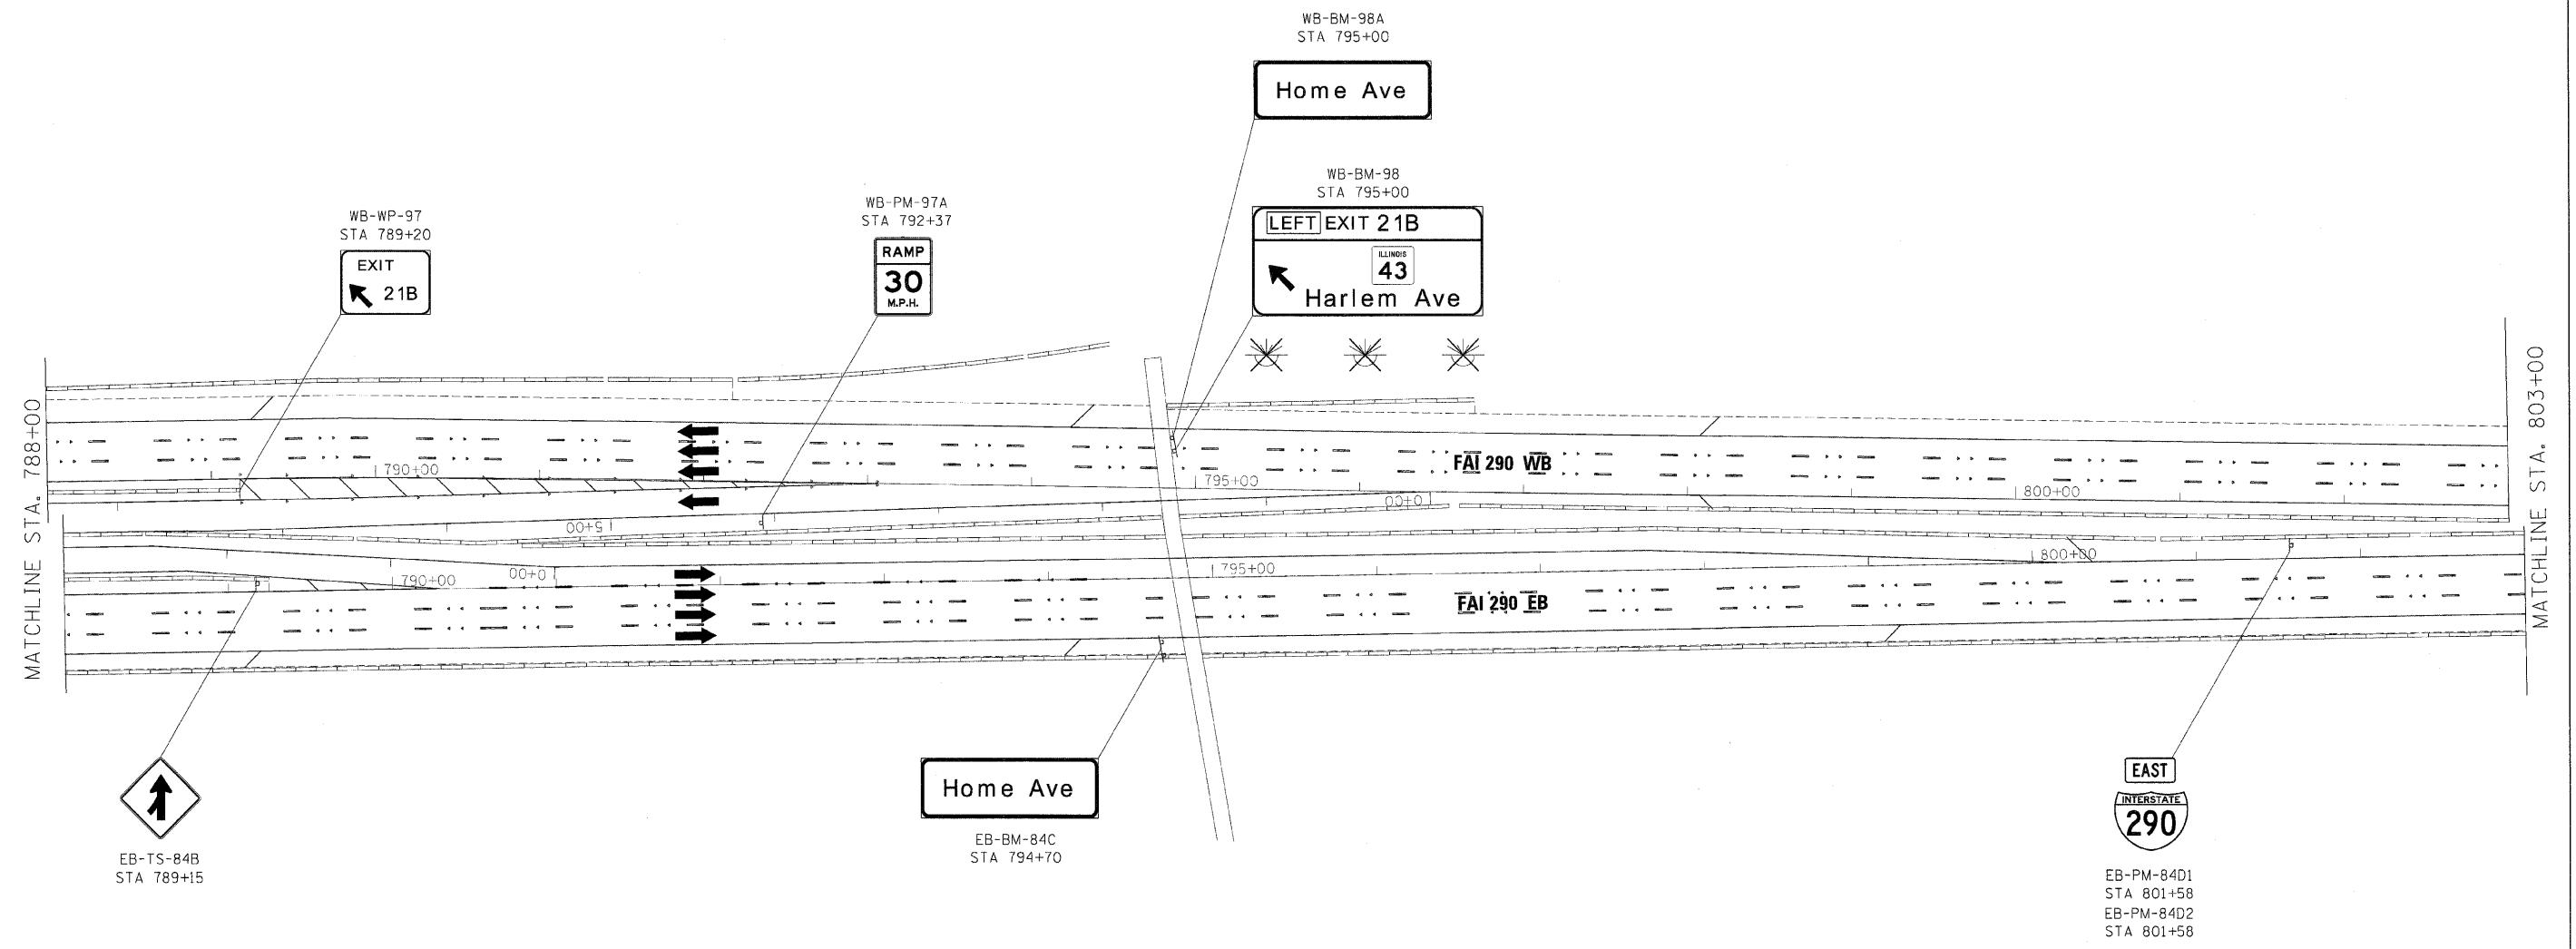 WB-BM-98A
STA 795+00
Home Ave
WB-BM-98
STA 795+00
LEFT EXIT 21B
ILLINOIS
43
Harlem Ave
WB-PM-97A
STA 792+37
RAMP
30
M.P.H.
WB-WP-97
STA 789+20
EXIT
21B
MATCHLINE STA. 788+00
MATCHLINE STA. 803+00
790+00
FAI 290 WB
795+00
800+00
5+00
0+00
800+00
790+00
0+00
795+00
FAI 290 EB
EB-TS-84B
STA 789+15
Home Ave
EB-BM-84C
STA 794+70
EAST
INTERSTATE
290
EB-PM-84D1
STA 801+58
EB-PM-84D2
STA 801+58